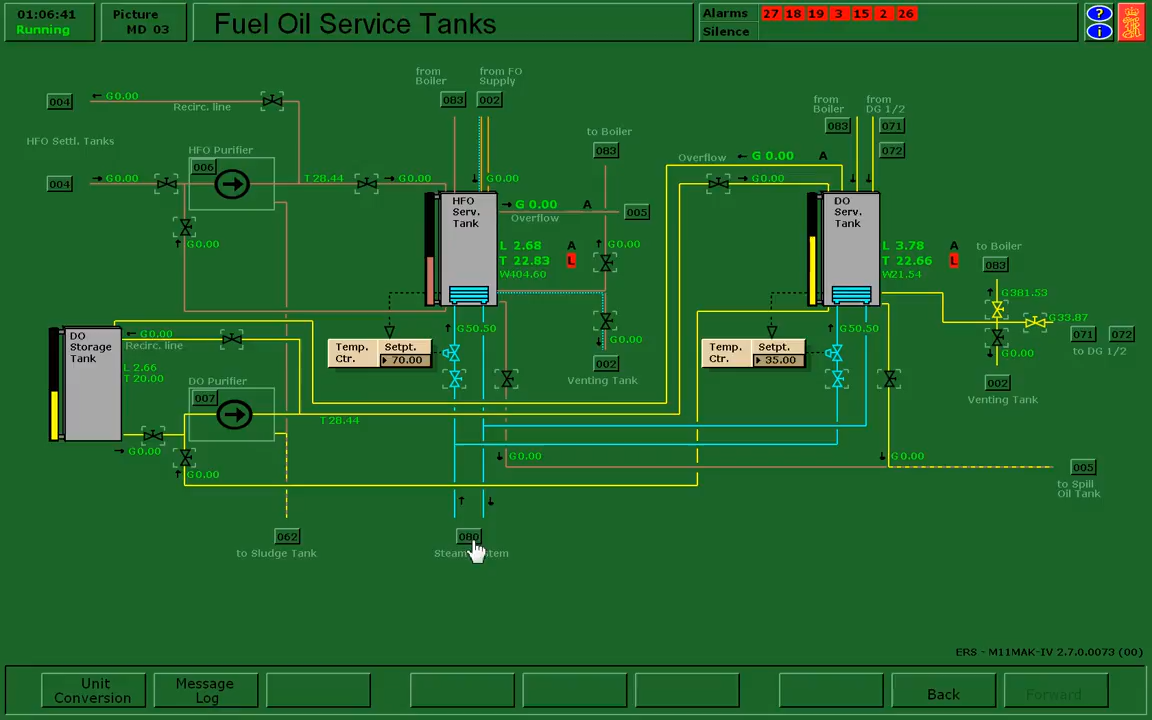 01:06:41
Running
Picture
MD 03
Fuel Oil Service Tanks
Alarms 27 18 19 3 15 2 26
Silence
?
i
from
Boiler
from FO
Supply
083 002
004
G0.00
Recirc. line
HFO Settl. Tanks
HFO Purifier
006
004
G0.00
T28.44
G0.00
G0.00
G0.00
to Boiler
083
HFO
Serv.
Tank
G 0.00 A
Overflow
005
L 2.68 A
T 22.83 L
W404.60
G0.00
G50.50
G0.00
002
Venting Tank
Temp.
Ctr.
Setpt.
70.00
from
Boiler
from
DG 1/2
083 071
072
Overflow G 0.00 A
G0.00
DO
Serv.
Tank
L 3.78 A
T 22.66 L
W21.54
to Boiler
083
G381.53
G33.87
G0.00
071 072
to DG 1/2
002
Venting Tank
G50.50
Temp.
Ctr.
Setpt.
35.00
DO
Storage
Tank
G0.00
Recirc. line
L 2.66
T 20.00
DO Purifier
007
T28.44
G0.00
G0.00
G0.00
G0.00
005
to Spill
Oil Tank
062
to Sludge Tank
080
ERS - M11MAK-IV 2.7.0.0073 (00)
Unit
Conversion
Message
Log
Back
Forward